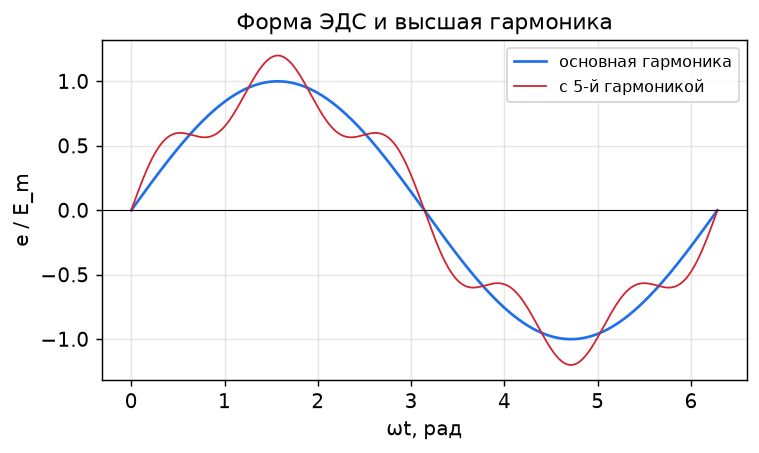 Форма ЭДС и высшая гармоника
основная гармоника
с 5-й гармоникой
e / E_m
1.0
0.5
0.0
−0.5
−1.0
0 1 2 3 4 5 6
ωt, рад